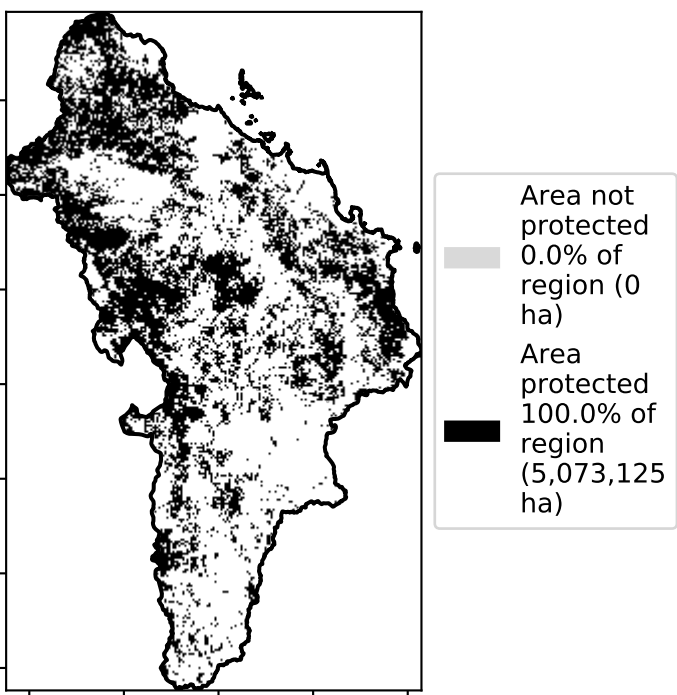 Area not
protected
0.0% of
region (0
ha)
Area
protected
100.0% of
region
(5,073,125
ha)